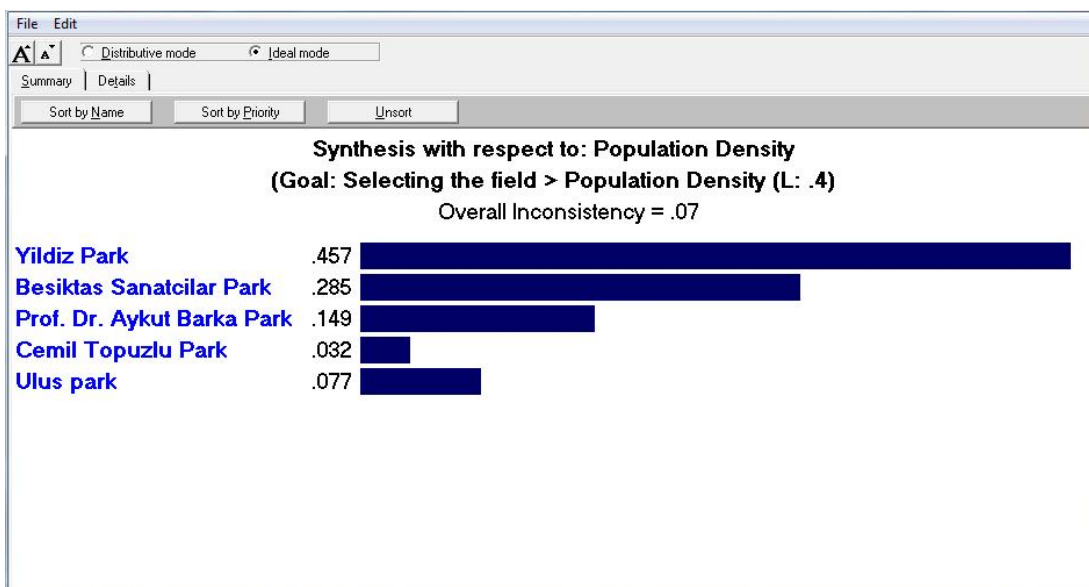 File Edit
A A Distributive mode Ideal mode
Summary Details
Sort by Name Sort by Priority Unsort
Synthesis with respect to: Population Density
(Goal: Selecting the field > Population Density (L: .4)
Overall Inconsistency = .07
Yildiz Park .457
Besiktas Sanatcilar Park .285
Prof. Dr. Aykut Barka Park .149
Cemil Topuzlu Park .032
Ulus park .077